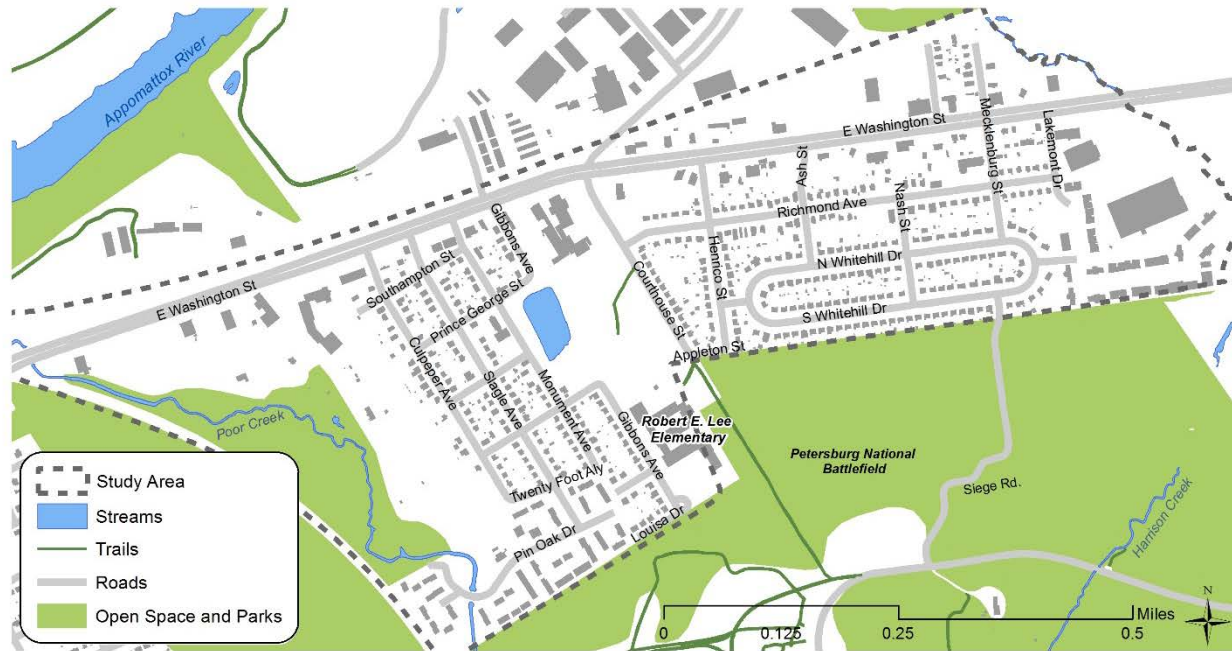 Appomattox River
E Washington St
Mecklenburg St
Lakemont Dr
Ash St
Richmond Ave
Nash St
Gibbons Ave
Henrico St
Southampton St
N Whitehill Dr
Courthouse St
E Washington St
Prince George St
S Whitehill Dr
Culpeper Ave
Appleton St
Slagle Ave
Monument Ave
Poor Creek
Gibbons Ave
Robert E. Lee
Elementary
Petersburg National
Battlefield
Twenty Foot Aly
Siege Rd.
Harrison Creek
Louisa Dr
Pin Oak Dr
Study Area
Streams
Trails
Roads
Open Space and Parks
N
Miles
0
0.125
0.25
0.5